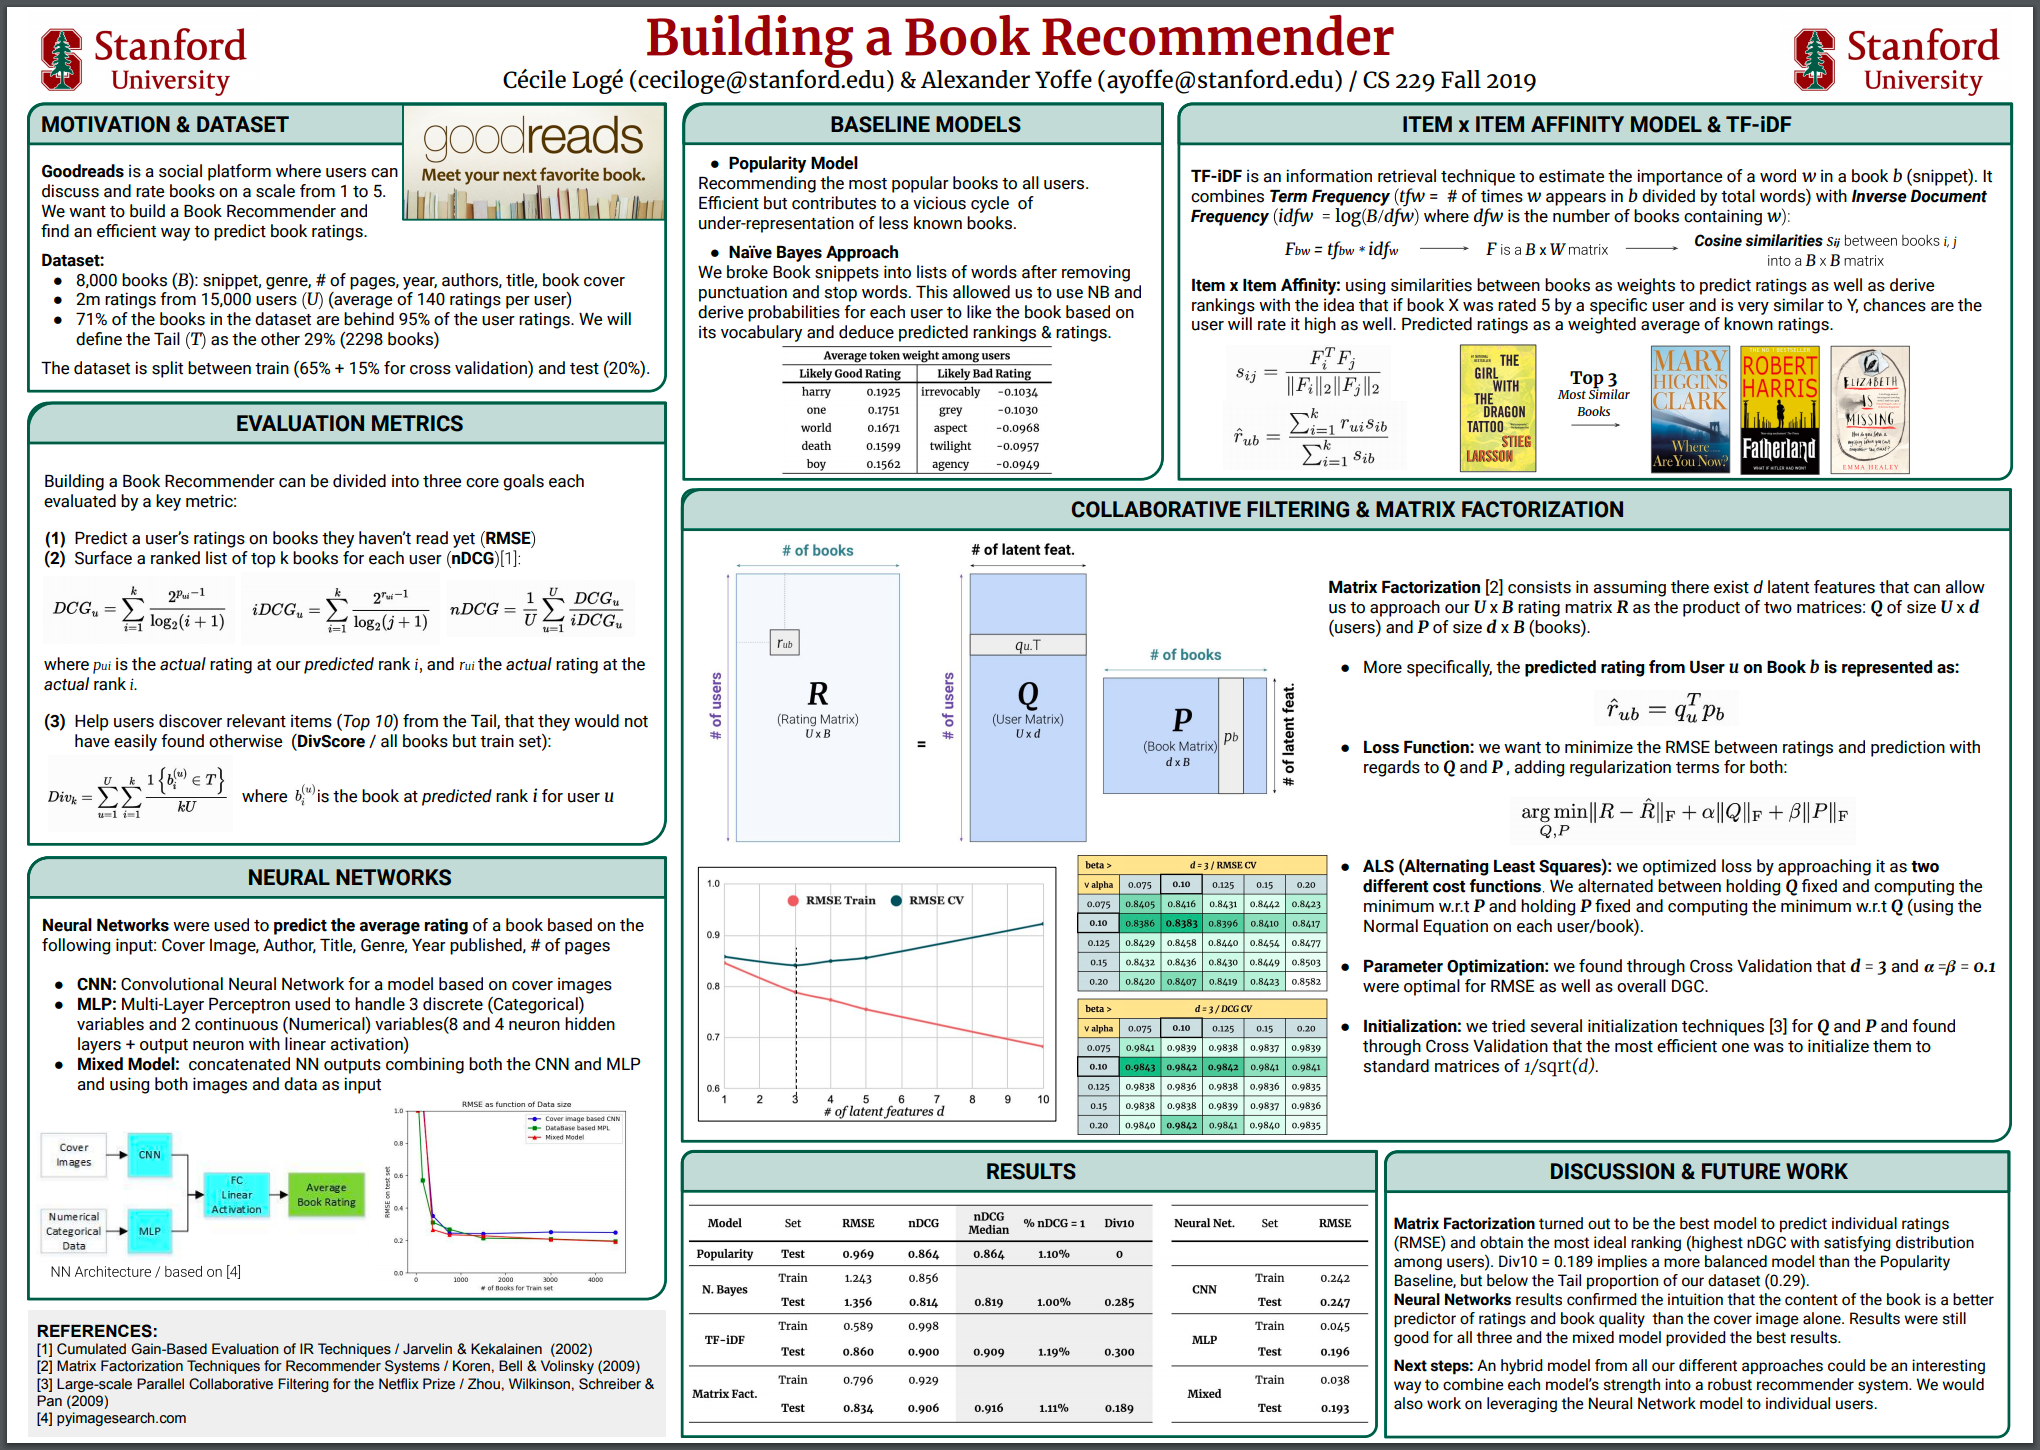 Stanford
University
Building a Book Recommender
Cécile Logé (ceciloge@stanford.edu) & Alexander Yoffe (ayoffe@stanford.edu) / CS 229 Fall 2019
Stanford
University
MOTIVATION & DATASET
goodreads
Meet your next favorite book.
Goodreads is a social platform where users can
discuss and rate books on a scale from 1 to 5.
We want to build a Book Recommender and
find an efficient way to predict book ratings.
Dataset:
● 8,000 books (B): snippet, genre, # of pages, year, authors, title, book cover
● 2m ratings from 15,000 users (U) (average of 140 ratings per user)
● 71% of the books in the dataset are behind 95% of the user ratings. We will
define the Tail (T) as the other 29% (2298 books)
The dataset is split between train (65% + 15% for cross validation) and test (20%).
EVALUATION METRICS
Building a Book Recommender can be divided into three core goals each
evaluated by a key metric:
(1) Predict a user's ratings on books they haven't read yet (RMSE)
(2) Surface a ranked list of top k books for each user (nDCG)[1]:
DCG_u = ∑_{i=1}^{k} 2^{p_{ui}−1} / log₂(i + 1)   iDCG_u = ∑_{i=1}^{k} 2^{r_{ui}−1} / log₂(j + 1)   nDCG = 1/U ∑_{u=1}^{U} DCG_u / iDCG_u
where pui is the actual rating at our predicted rank i, and rui the actual rating at the
actual rank i.
(3) Help users discover relevant items (Top 10) from the Tail, that they would not
have easily found otherwise (DivScore / all books but train set):
Div_k = ∑_{u=1}^{U} ∑_{i=1}^{k} 1{b_i^{(u)} ∈ T} / kU   where b_i^{(u)} is the book at predicted rank i for user u
NEURAL NETWORKS
Neural Networks were used to predict the average rating of a book based on the
following input: Cover Image, Author, Title, Genre, Year published, # of pages
● CNN: Convolutional Neural Network for a model based on cover images
● MLP: Multi-Layer Perceptron used to handle 3 discrete (Categorical)
variables and 2 continuous (Numerical) variables(8 and 4 neuron hidden
layers + output neuron with linear activation)
● Mixed Model: concatenated NN outputs combining both the CNN and MLP
and using both images and data as input
Cover
Images
CNN
Numerical
Categorical
Data
MLP
FC
Linear
Activation
Average
Book Rating
NN Architecture / based on [4]
RMSE as function of Data size
Cover image based CNN
DataBase based MPL
Mixed Model
RMSE on test set
1.0
0.8
0.6
0.4
0.2
0.0
0 1000 2000 3000 4000
# of Books for Train set
REFERENCES:
[1] Cumulated Gain-Based Evaluation of IR Techniques / Jarvelin & Kekalainen (2002)
[2] Matrix Factorization Techniques for Recommender Systems / Koren, Bell & Volinsky (2009)
[3] Large-scale Parallel Collaborative Filtering for the Netflix Prize / Zhou, Wilkinson, Schreiber &
Pan (2009)
[4] pyimagesearch.com
BASELINE MODELS
● Popularity Model
Recommending the most popular books to all users.
Efficient but contributes to a vicious cycle of
under-representation of less known books.
● Naïve Bayes Approach
We broke Book snippets into lists of words after removing
punctuation and stop words. This allowed us to use NB and
derive probabilities for each user to like the book based on
its vocabulary and deduce predicted rankings & ratings.
Average token weight among users
Likely Good Rating Likely Bad Rating
harry 0.1925 irrevocably −0.1034
one 0.1751 grey −0.1030
world 0.1671 aspect −0.0968
death 0.1599 twilight −0.0957
boy 0.1562 agency −0.0949
ITEM x ITEM AFFINITY MODEL & TF-iDF
TF-iDF is an information retrieval technique to estimate the importance of a word w in a book b (snippet). It
combines Term Frequency (tfw = # of times w appears in b divided by total words) with Inverse Document
Frequency (idfw = log(B/dfw) where dfw is the number of books containing w):
Fbw = tfbw * idfw
F is a B x W matrix
Cosine similarities Sij between books i, j
into a B x B matrix
Item x Item Affinity: using similarities between books as weights to predict ratings as well as derive
rankings with the idea that if book X was rated 5 by a specific user and is very similar to Y, chances are the
user will rate it high as well. Predicted ratings as a weighted average of known ratings.
s_{ij} = F_i^T F_j / ‖F_i‖₂‖F_j‖₂
r̂_{ub} = ∑_{i=1}^{k} r_{ui}s_{ib} / ∑_{i=1}^{k} s_{ib}
THE
GIRL
WITH
THE
DRAGON
TATTOO
STIEG
LARSSON
Top 3
Most Similar
Books
MARY
HIGGINS
CLARK
Where
Are You Now?
ROBERT
HARRIS
Fatherland
WHAT IF HITLER HAD WON?
ELIZABETH
IS
MISSING
EMMA HEALEY
COLLABORATIVE FILTERING & MATRIX FACTORIZATION
# of books
# of users
rub
R
(Rating Matrix)
U x B
=
# of latent feat.
# of users
qu.T
Q
(User Matrix)
U x d
# of books
# of latent feat.
P
(Book Matrix)
d x B
pb
RMSE Train RMSE CV
1.0
0.9
0.8
0.7
0.6
1 2 3 4 5 6 7 8 9 10
# of latent features d
beta > d = 3 / RMSE CV
v alpha 0.075 0.10 0.125 0.15 0.20
0.075 0.8405 0.8416 0.8431 0.8442 0.8423
0.10 0.8386 0.8383 0.8396 0.8410 0.8417
0.125 0.8429 0.8458 0.8440 0.8454 0.8477
0.15 0.8432 0.8436 0.8430 0.8449 0.8503
0.20 0.8420 0.8407 0.8419 0.8423 0.8582
beta > d = 3 / DCG CV
v alpha 0.075 0.10 0.125 0.15 0.20
0.075 0.9841 0.9839 0.9838 0.9837 0.9839
0.10 0.9843 0.9842 0.9842 0.9841 0.9841
0.125 0.9838 0.9836 0.9838 0.9836 0.9835
0.15 0.9838 0.9838 0.9839 0.9837 0.9836
0.20 0.9840 0.9842 0.9841 0.9840 0.9835
Matrix Factorization [2] consists in assuming there exist d latent features that can allow
us to approach our U x B rating matrix R as the product of two matrices: Q of size U x d
(users) and P of size d x B (books).
● More specifically, the predicted rating from User u on Book b is represented as:
r̂_{ub} = q_u^T p_b
● Loss Function: we want to minimize the RMSE between ratings and prediction with
regards to Q and P , adding regularization terms for both:
arg min_{Q,P} ‖R − R̂‖_F + α‖Q‖_F + β‖P‖_F
● ALS (Alternating Least Squares): we optimized loss by approaching it as two
different cost functions. We alternated between holding Q fixed and computing the
minimum w.r.t P and holding P fixed and computing the minimum w.r.t Q (using the
Normal Equation on each user/book).
● Parameter Optimization: we found through Cross Validation that d = 3 and α =β = 0.1
were optimal for RMSE as well as overall DGC.
● Initialization: we tried several initialization techniques [3] for Q and P and found
through Cross Validation that the most efficient one was to initialize them to
standard matrices of 1/sqrt(d).
RESULTS
Model Set RMSE nDCG nDCG Median % nDCG = 1 Div10
Popularity Test 0.969 0.864 0.864 1.10% 0
N. Bayes
Train 1.243 0.856
Test 1.356 0.814 0.819 1.00% 0.285
TF-iDF
Train 0.589 0.998
Test 0.860 0.900 0.909 1.19% 0.300
Matrix Fact.
Train 0.796 0.929
Test 0.834 0.906 0.916 1.11% 0.189
Neural Net. Set RMSE
CNN
Train 0.242
Test 0.247
MLP
Train 0.045
Test 0.196
Mixed
Train 0.038
Test 0.193
DISCUSSION & FUTURE WORK
Matrix Factorization turned out to be the best model to predict individual ratings
(RMSE) and obtain the most ideal ranking (highest nDGC with satisfying distribution
among users). Div10 = 0.189 implies a more balanced model than the Popularity
Baseline, but below the Tail proportion of our dataset (0.29).
Neural Networks results confirmed the intuition that the content of the book is a better
predictor of ratings and book quality than the cover image alone. Results were still
good for all three and the mixed model provided the best results.
Next steps: An hybrid model from all our different approaches could be an interesting
way to combine each model's strength into a robust recommender system. We would
also work on leveraging the Neural Network model to individual users.